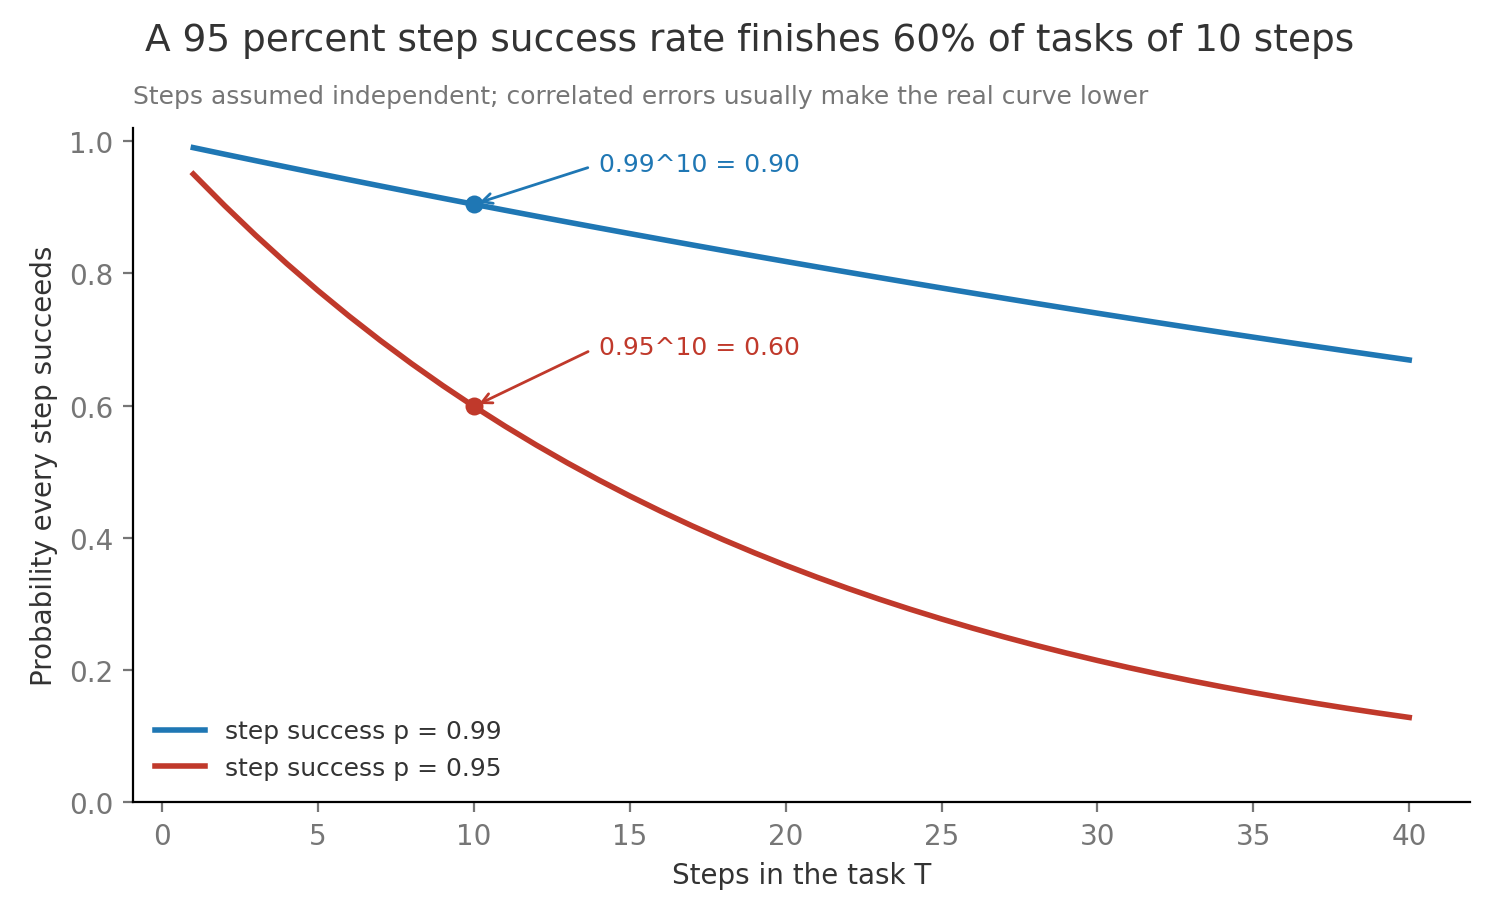 A 95 percent step success rate finishes 60% of tasks of 10 steps
Steps assumed independent; correlated errors usually make the real curve lower
1.0
0.8
0.6
0.4
0.2
0.0
Probability every step succeeds
0.99^10 = 0.90
0.95^10 = 0.60
step success p = 0.99
step success p = 0.95
0 5 10 15 20 25 30 35 40
Steps in the task T